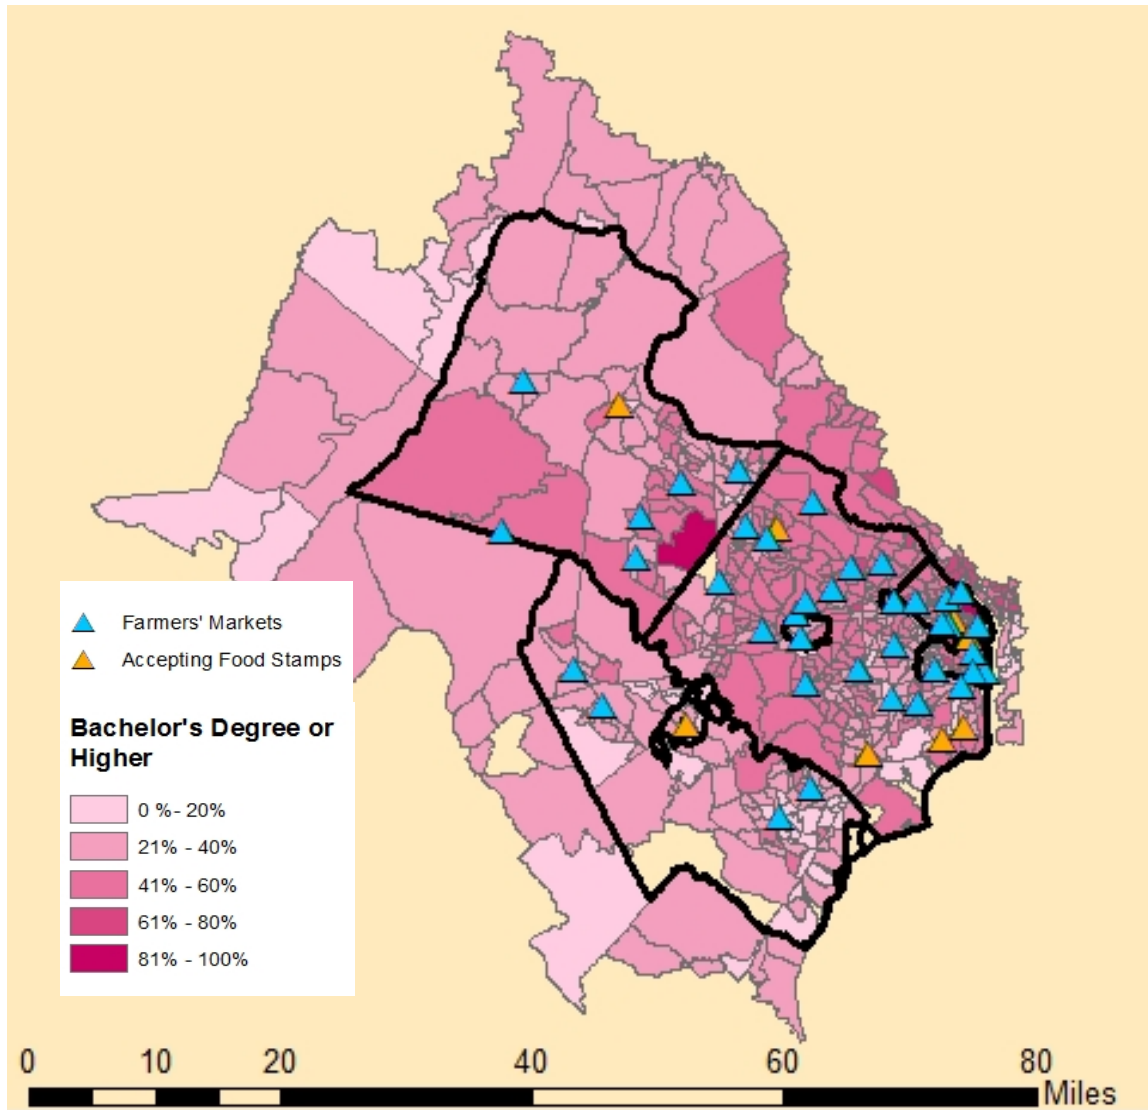 Farmers' Markets
Accepting Food Stamps
Bachelor's Degree or
Higher
0 %- 20%
21% - 40%
41% - 60%
61% - 80%
81% - 100%
0 10 20 40 60 80
Miles